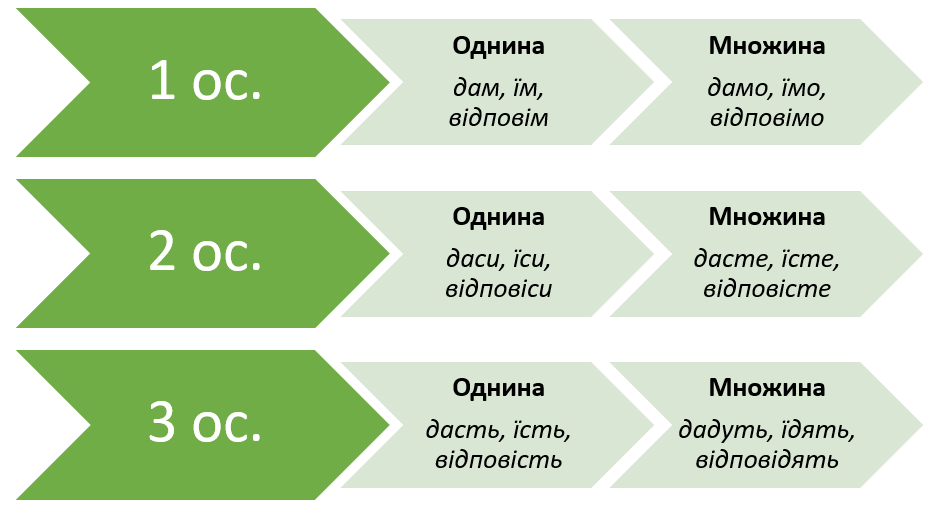 1 ос.
Однина
дам, їм,
відповім
Множина
дамо, їмо,
відповімо
2 ос.
Однина
даси, їси,
відповіси
Множина
дасте, їсте,
відповісте
3 ос.
Однина
дасть, їсть,
відповість
Множина
дадуть, їдять,
відповідять